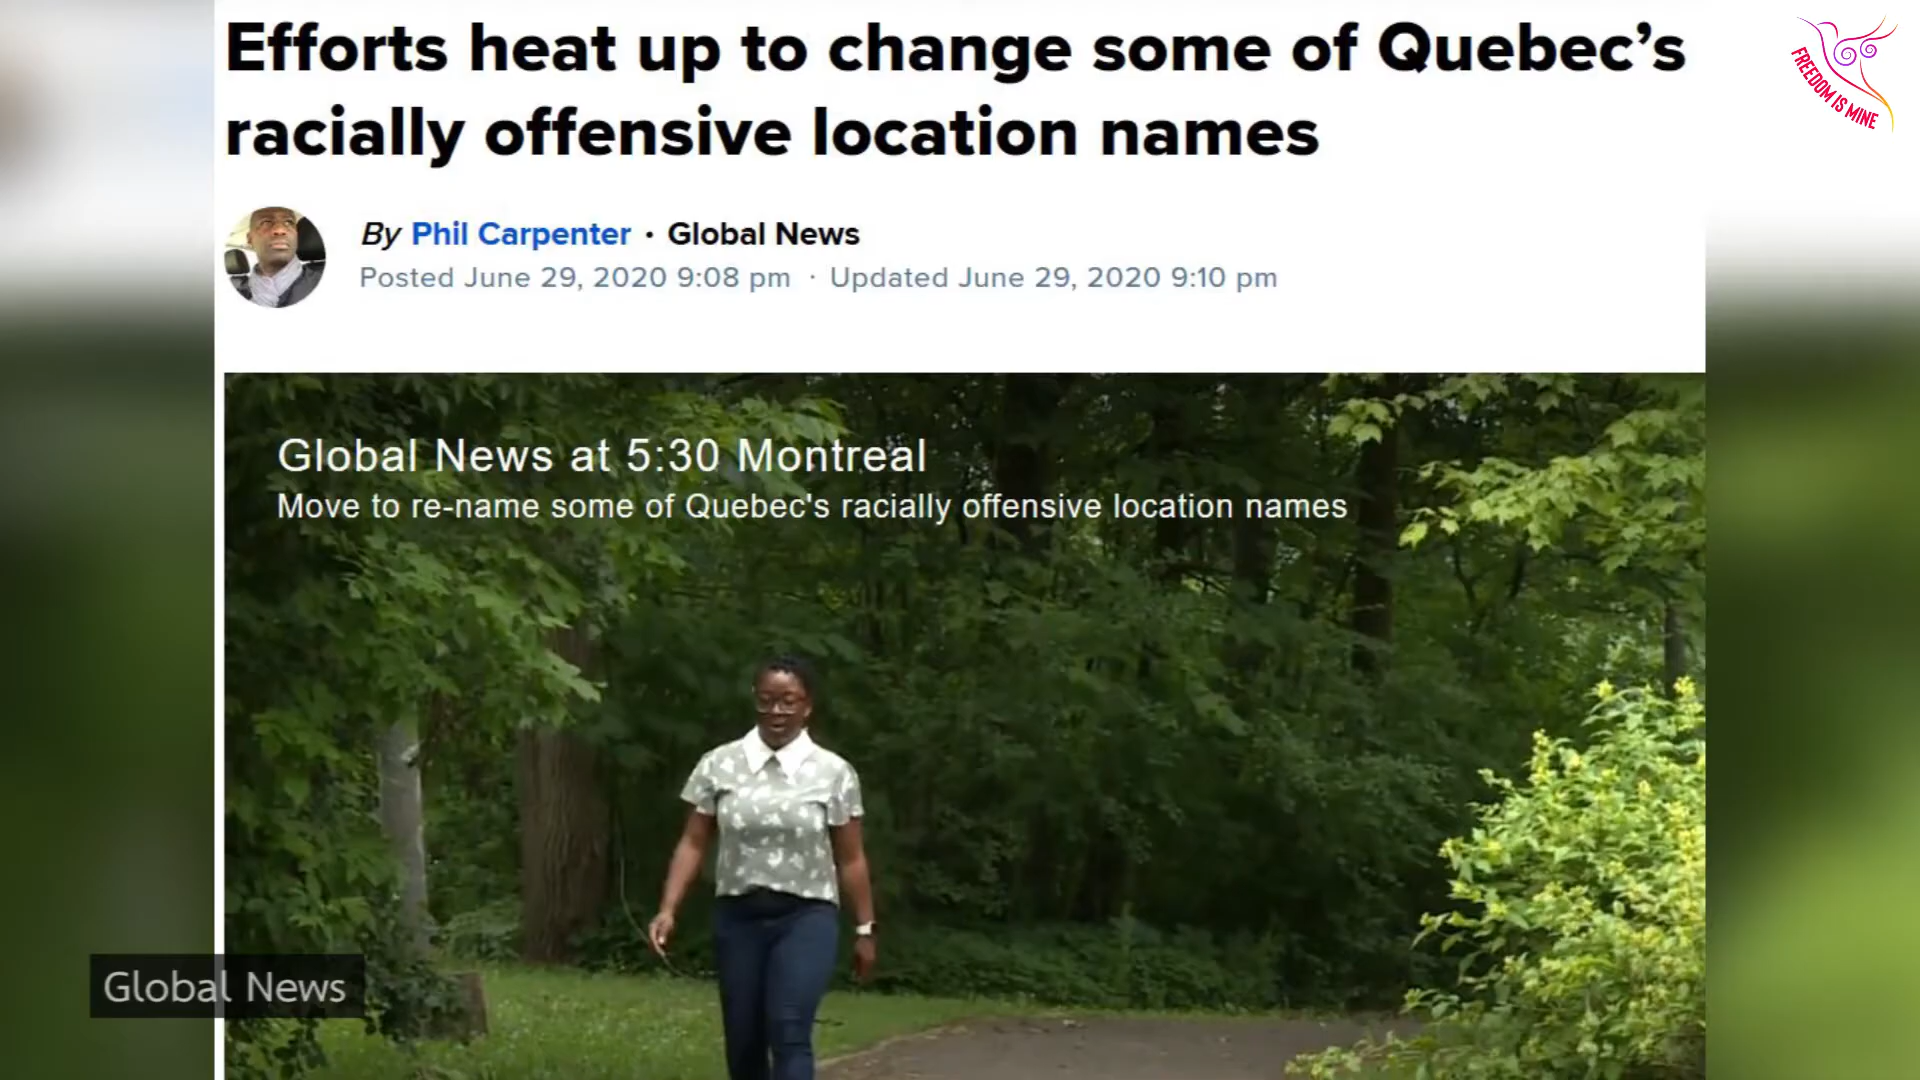 Efforts heat up to change some of Quebec’s
racially offensive location names
FREEDOM IS MINE
By Phil Carpenter · Global News
Posted June 29, 2020 9:08 pm · Updated June 29, 2020 9:10 pm
Global News at 5:30 Montreal
Move to re-name some of Quebec's racially offensive location names
Global News